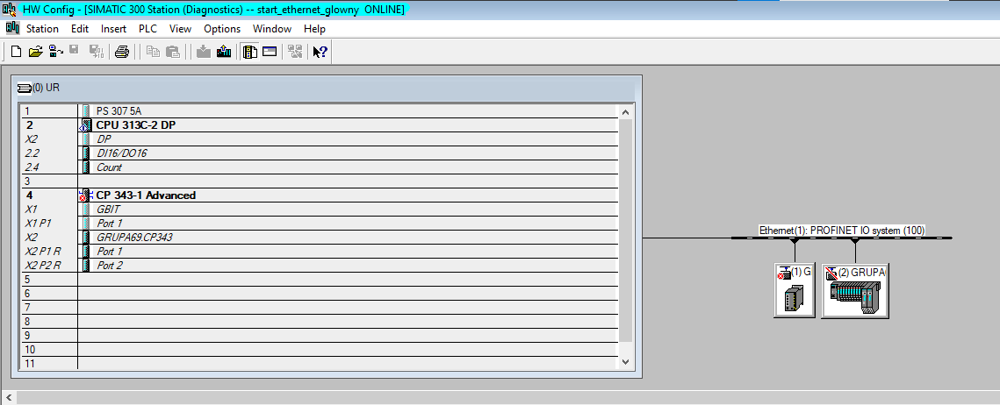 HW Config - [SIMATIC 300 Station (Diagnostics) -- start_ethernet_glowny ONLINE]
Station Edit Insert PLC View Options Window Help
(0) UR
1 PS 307 5A
2 CPU 313C-2 DP
X2 DP
2.2 DI16/DO16
2.4 Count
3
4 CP 343-1 Advanced
X1 GBIT
X1 P1 Port 1
X2 GRUPA69.CP343
X2 P1 R Port 1
X2 P2 R Port 2
5
6
7
8
9
10
11
Ethernet(1): PROFINET IO system (100)
(1) G
(2) GRUPA